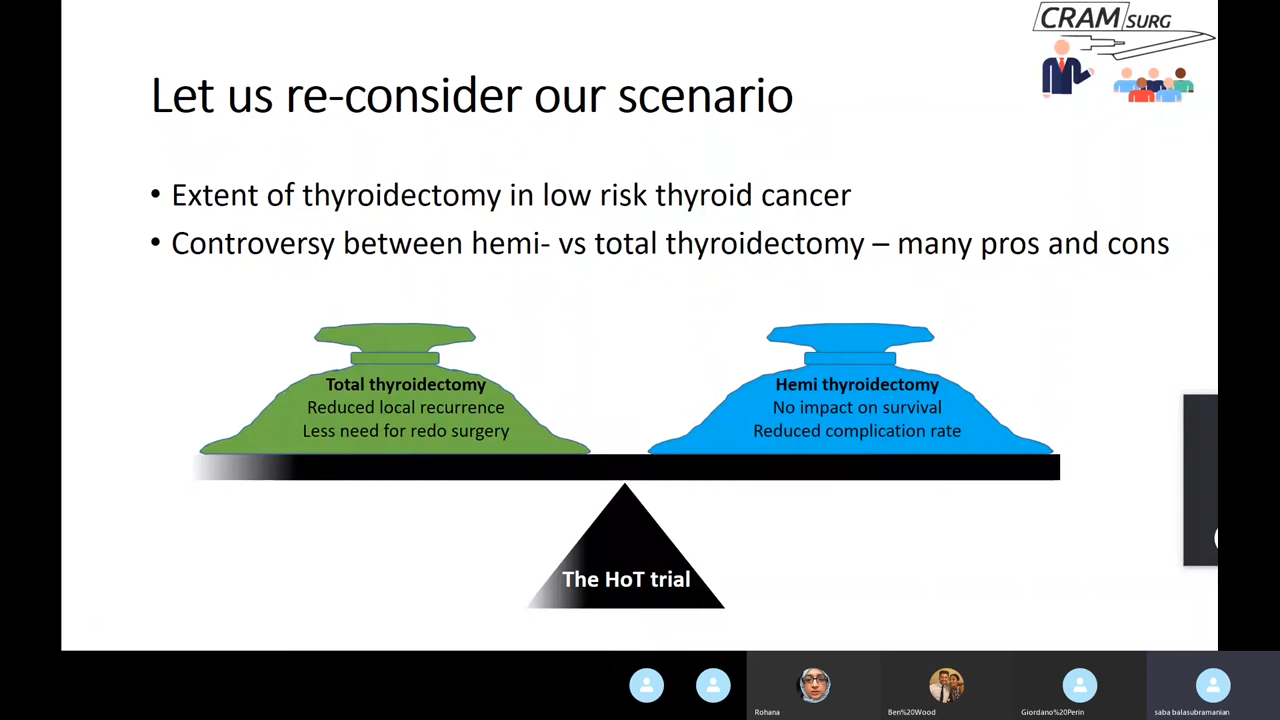 CRAM SURG
Let us re-consider our scenario
• Extent of thyroidectomy in low risk thyroid cancer
• Controversy between hemi- vs total thyroidectomy – many pros and cons
Total thyroidectomy
Reduced local recurrence
Less need for redo surgery
Hemi thyroidectomy
No impact on survival
Reduced complication rate
The HoT trial
Rohana
Ben%20Wood
Giordano%20Perin
saba balasubramanian